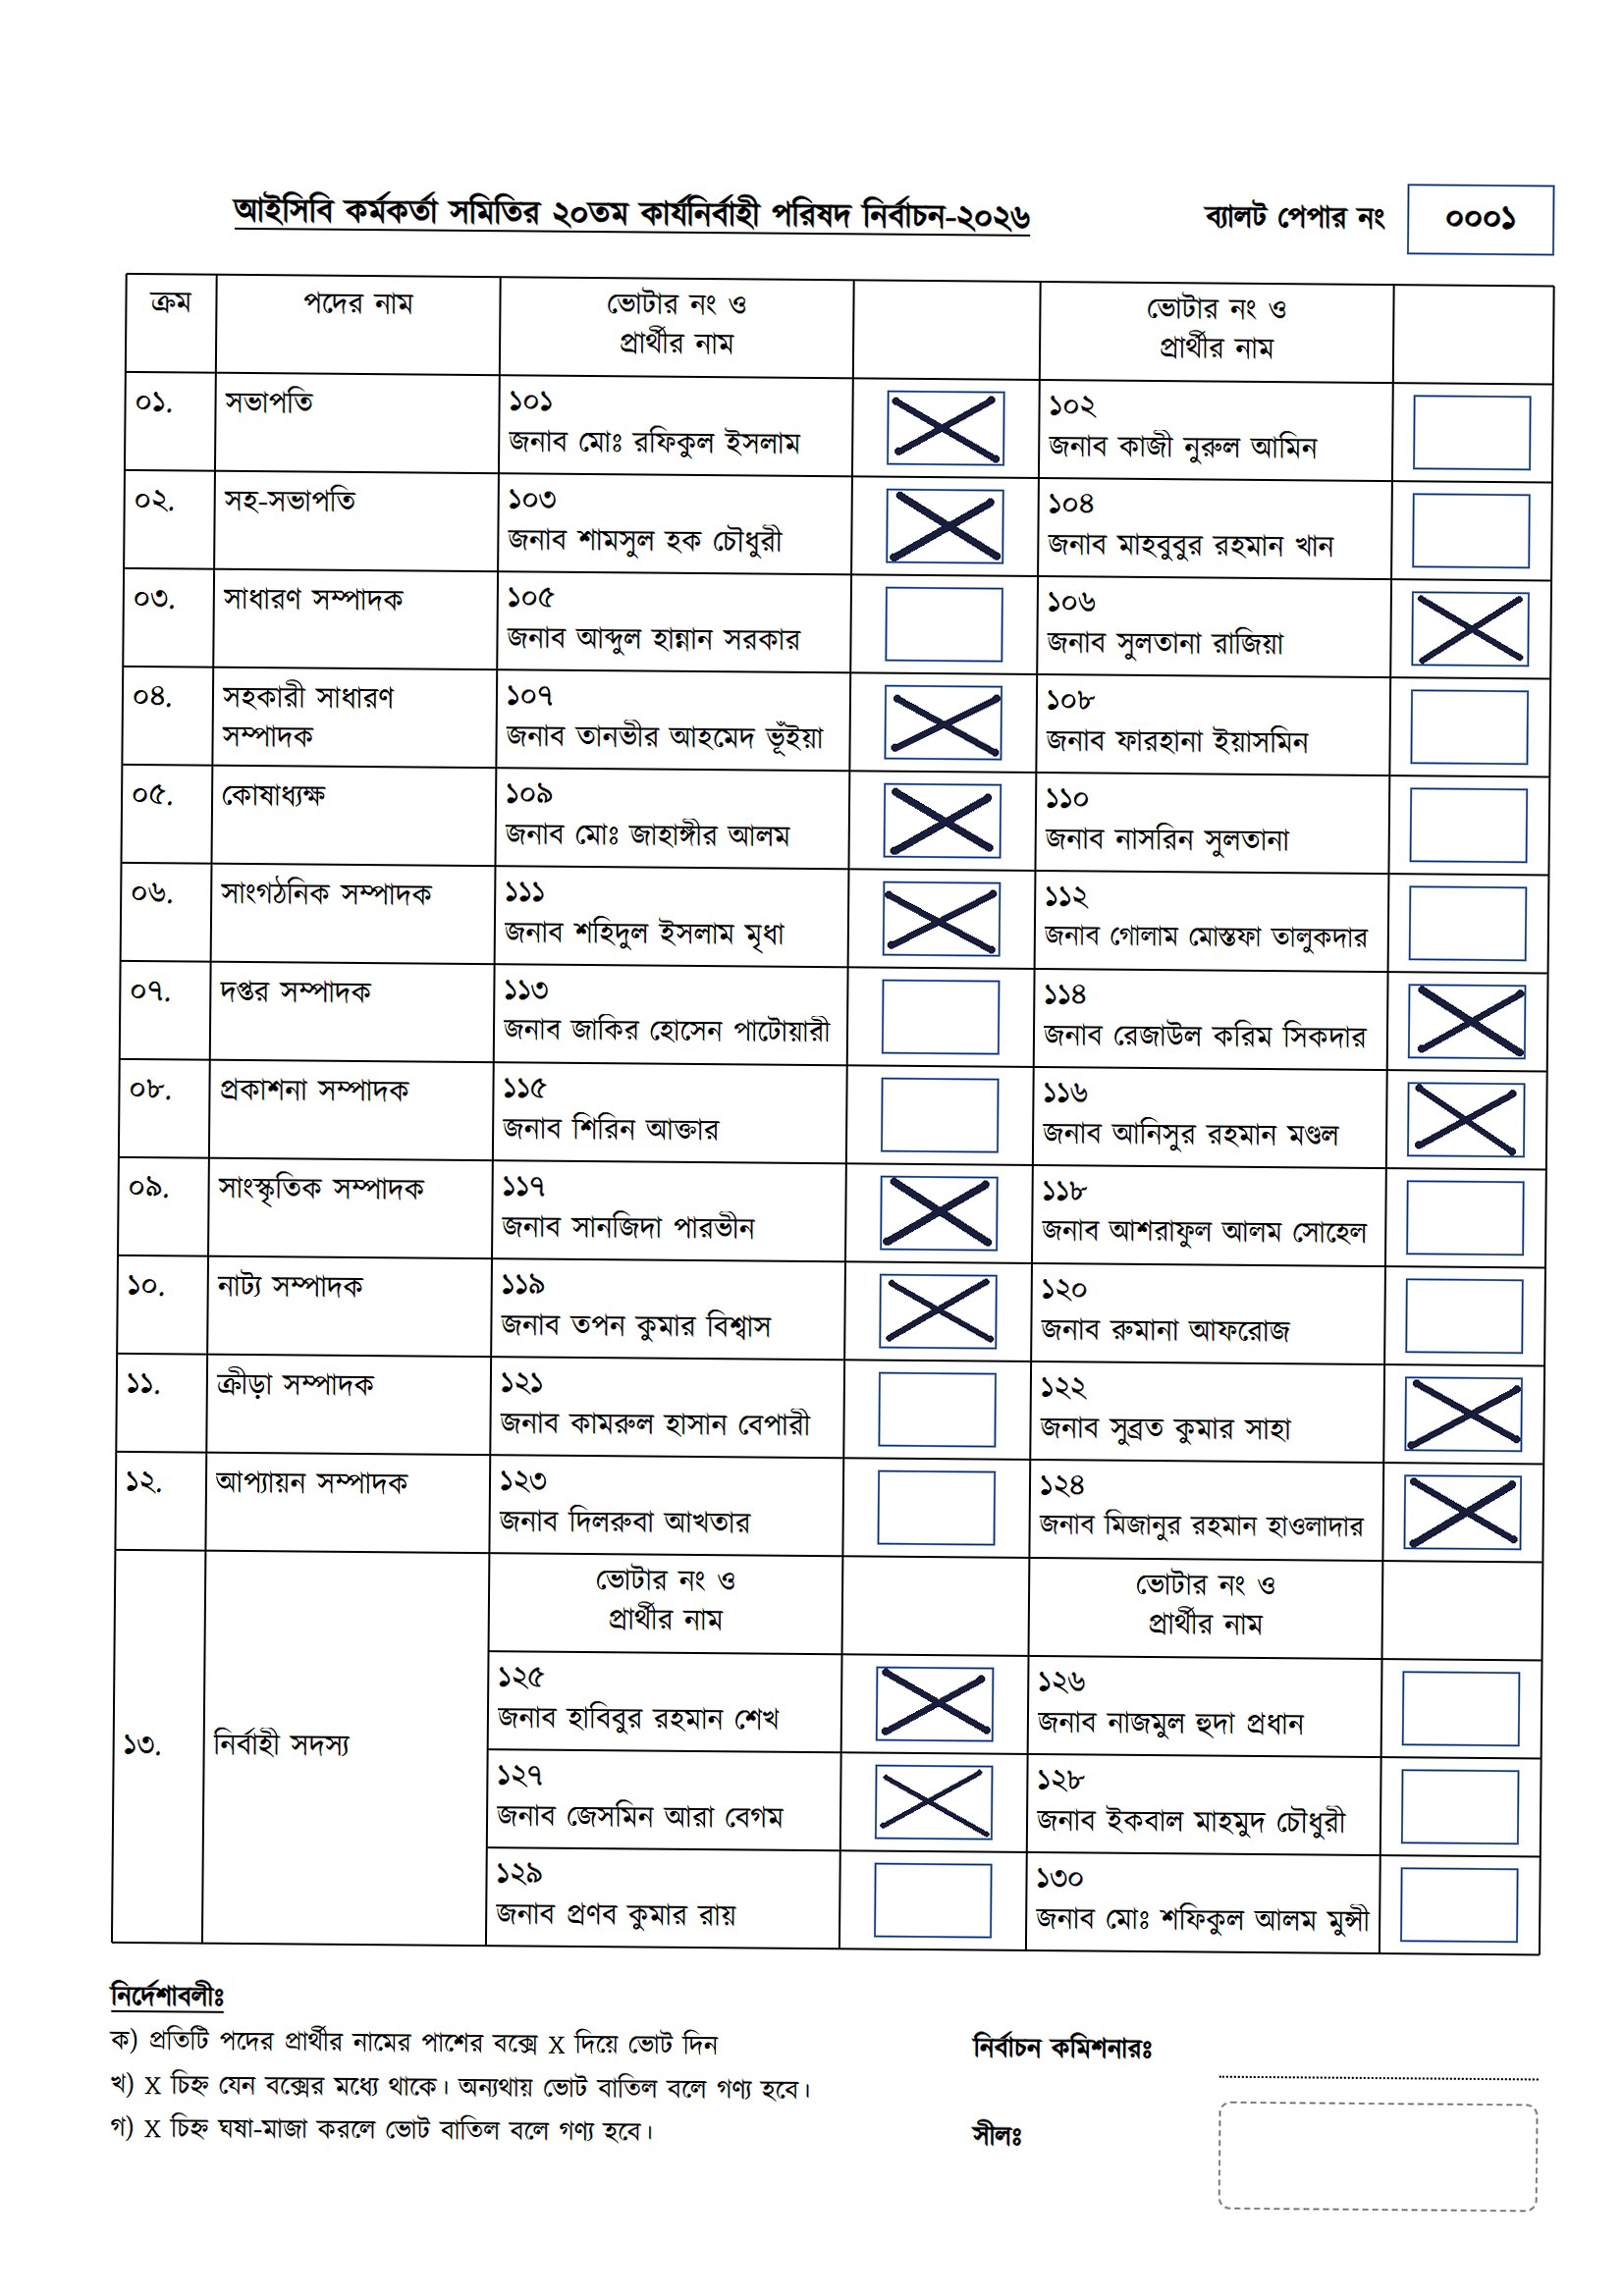 আইসিবি কর্মকর্তা সমিতির ২০তম কার্যনির্বাহী পরিষদ নির্বাচন-২০২৬
ব্যালট পেপার নং ০০০১
ক্রম পদের নাম ভোটার নং ও ভোটার নং ও
প্রার্থীর নাম প্রার্থীর নাম
০১. সভাপতি ১০১ ১০২
জনাব মোঃ রফিকুল ইসলাম জনাব কাজী নুরুল আমিন
০২. সহ-সভাপতি ১০৩ ১০৪
জনাব শামসুল হক চৌধুরী জনাব মাহবুবুর রহমান খান
০৩. সাধারণ সম্পাদক ১০৫ ১০৬
জনাব আব্দুল হান্নান সরকার জনাব সুলতানা রাজিয়া
০৪. সহকারী সাধারণ ১০৭ ১০৮
সম্পাদক জনাব তানভীর আহমেদ ভূঁইয়া জনাব ফারহানা ইয়াসমিন
০৫. কোষাধ্যক্ষ ১০৯ ১১০
জনাব মোঃ জাহাঙ্গীর আলম জনাব নাসরিন সুলতানা
০৬. সাংগঠনিক সম্পাদক ১১১ ১১২
জনাব শহিদুল ইসলাম মৃধা জনাব গোলাম মোস্তফা তালুকদার
০৭. দপ্তর সম্পাদক ১১৩ ১১৪
জনাব জাকির হোসেন পাটোয়ারী জনাব রেজাউল করিম সিকদার
০৮. প্রকাশনা সম্পাদক ১১৫ ১১৬
জনাব শিরিন আক্তার জনাব আনিসুর রহমান মণ্ডল
০৯. সাংস্কৃতিক সম্পাদক ১১৭ ১১৮
জনাব সানজিদা পারভীন জনাব আশরাফুল আলম সোহেল
১০. নাট্য সম্পাদক ১১৯ ১২০
জনাব তপন কুমার বিশ্বাস জনাব রুমানা আফরোজ
১১. ক্রীড়া সম্পাদক ১২১ ১২২
জনাব কামরুল হাসান বেপারী জনাব সুব্রত কুমার সাহা
১২. আপ্যায়ন সম্পাদক ১২৩ ১২৪
জনাব দিলরুবা আখতার জনাব মিজানুর রহমান হাওলাদার
ভোটার নং ও ভোটার নং ও
প্রার্থীর নাম প্রার্থীর নাম
১৩. নির্বাহী সদস্য
১২৫ ১২৬
জনাব হাবিবুর রহমান শেখ জনাব নাজমুল হুদা প্রধান
১২৭ ১২৮
জনাব জেসমিন আরা বেগম জনাব ইকবাল মাহমুদ চৌধুরী
১২৯ ১৩০
জনাব প্রণব কুমার রায় জনাব মোঃ শফিকুল আলম মুন্সী
নির্দেশাবলীঃ
ক) প্রতিটি পদের প্রার্থীর নামের পাশের বক্সে X দিয়ে ভোট দিন
খ) X চিহ্ন যেন বক্সের মধ্যে থাকে। অন্যথায় ভোট বাতিল বলে গণ্য হবে।
গ) X চিহ্ন ঘষা-মাজা করলে ভোট বাতিল বলে গণ্য হবে।
নির্বাচন কমিশনারঃ
সীলঃ